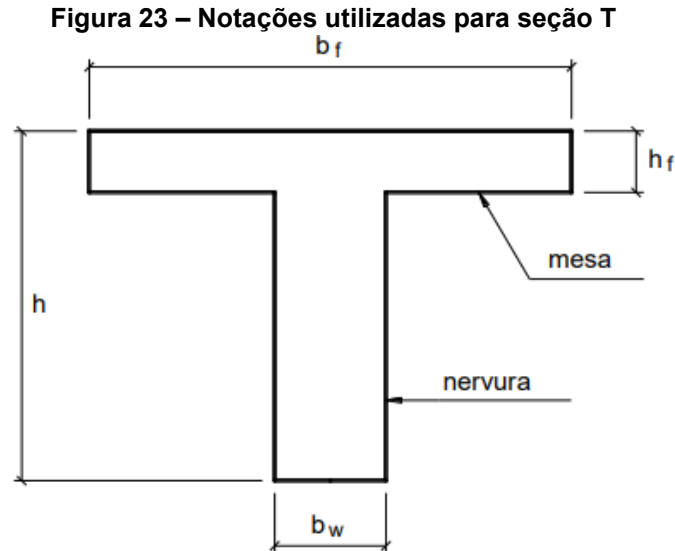 Figura 23 – Notações utilizadas para seção T
b f
h f
mesa
h
nervura
b w